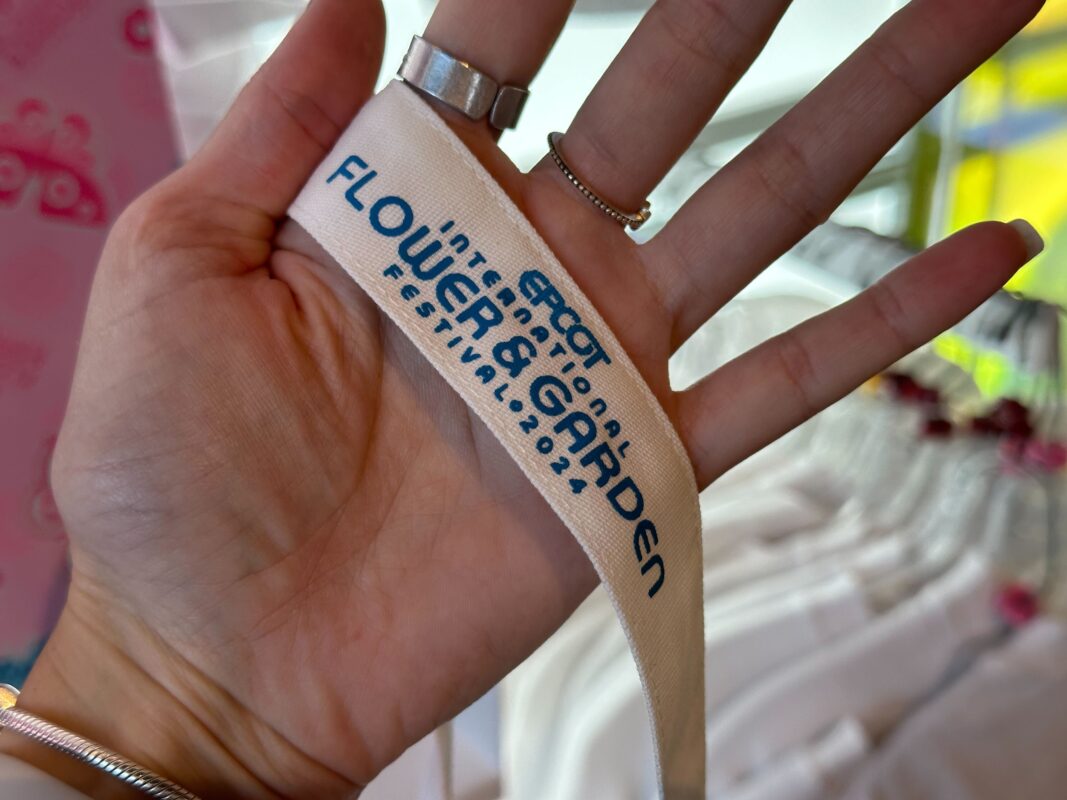 EPCOT
INTERNATIONAL
FLOWER & GARDEN
FESTIVAL•2024